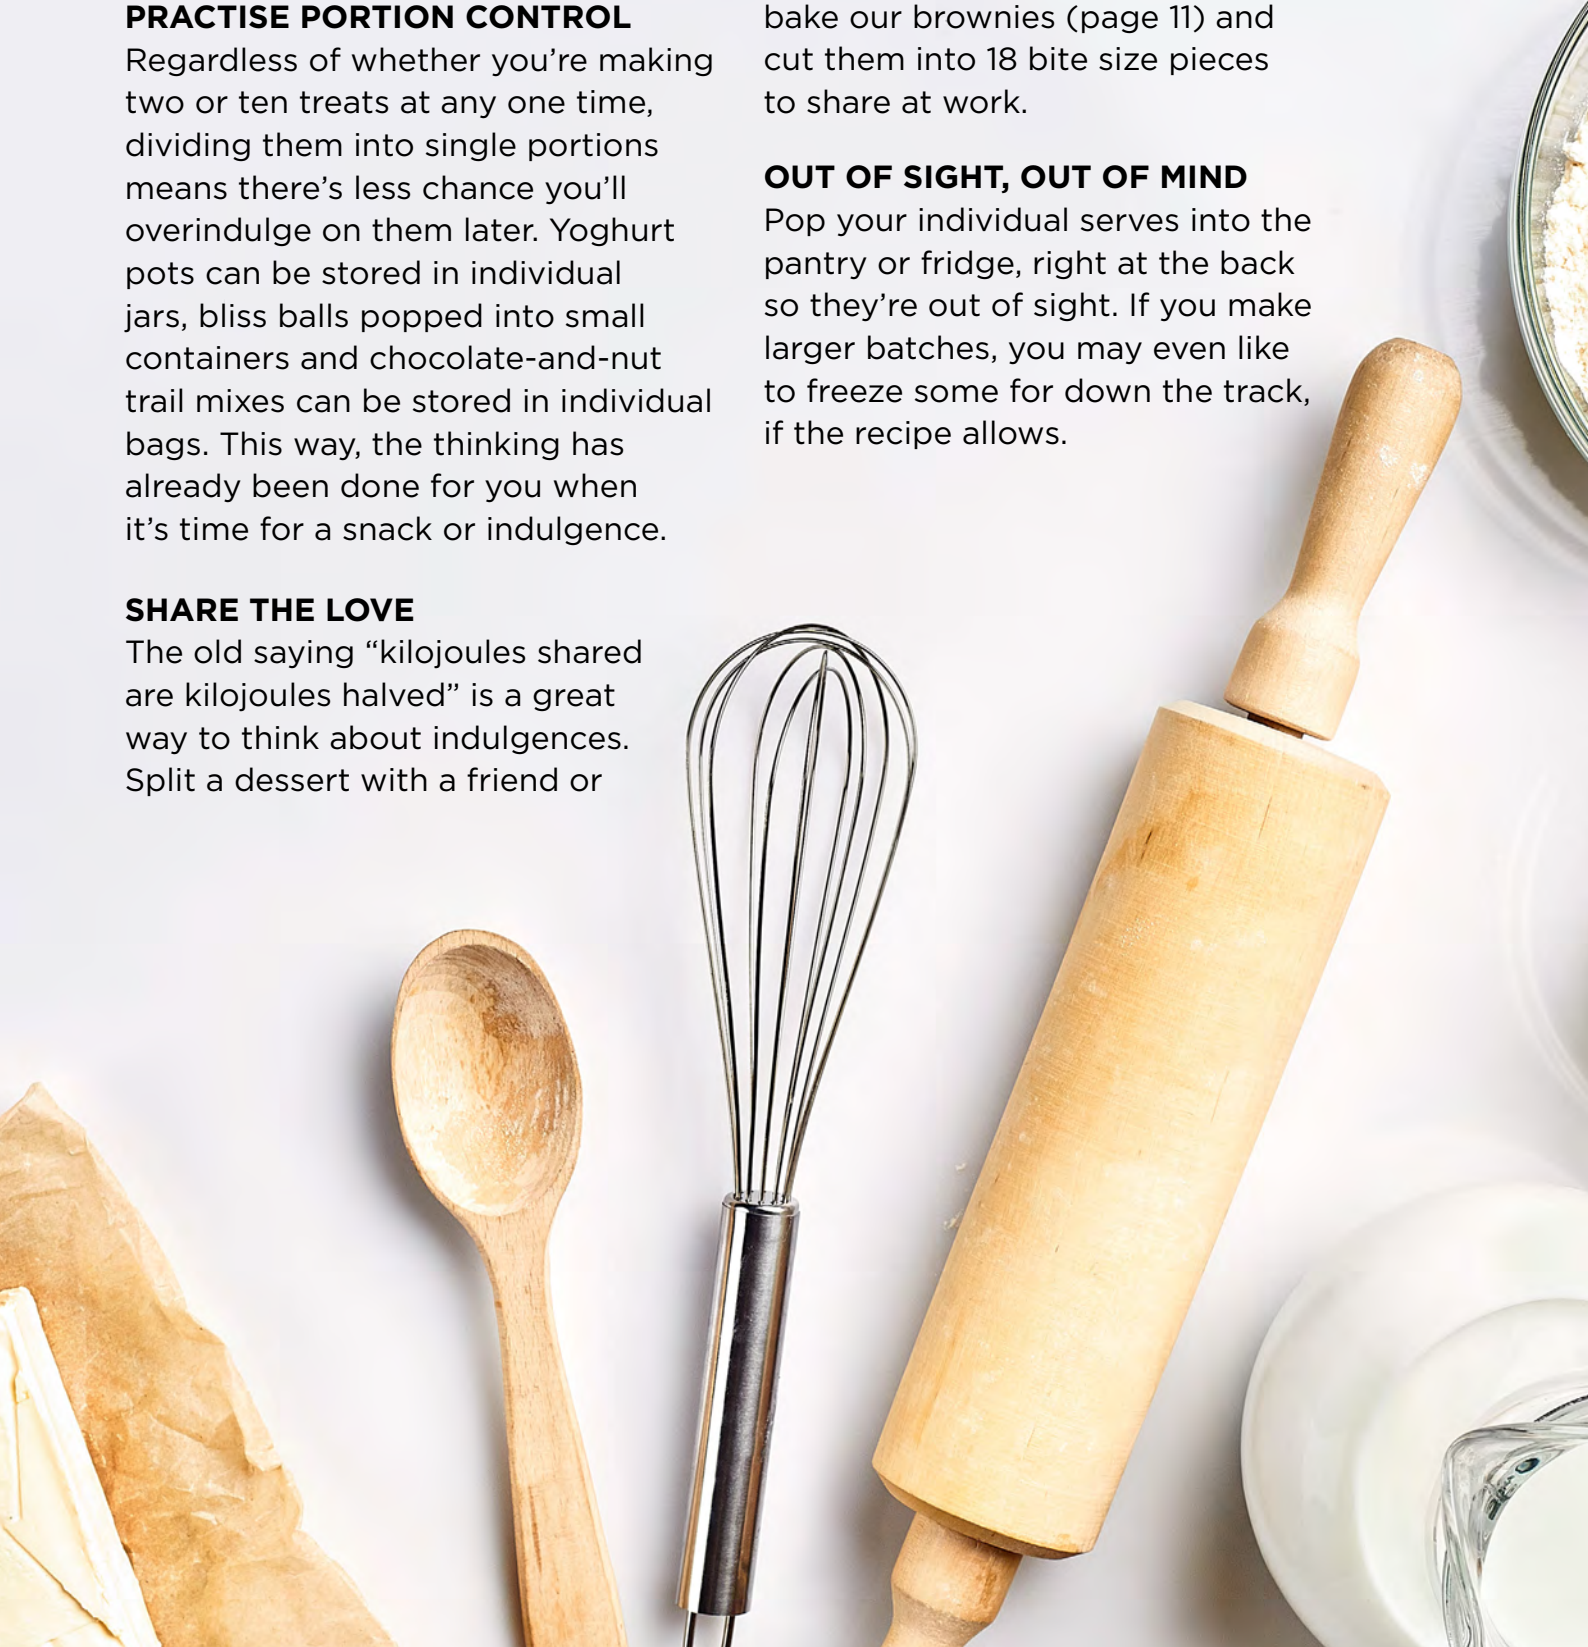 PRACTISE PORTION CONTROL
Regardless of whether you’re making
two or ten treats at any one time,
dividing them into single portions
means there’s less chance you’ll
overindulge on them later. Yoghurt
pots can be stored in individual
jars, bliss balls popped into small
containers and chocolate-and-nut
trail mixes can be stored in individual
bags. This way, the thinking has
already been done for you when
it’s time for a snack or indulgence.

SHARE THE LOVE
The old saying “kilojoules shared
are kilojoules halved” is a great
way to think about indulgences.
Split a dessert with a friend or
bake our brownies (page 11) and
cut them into 18 bite size pieces
to share at work.

OUT OF SIGHT, OUT OF MIND
Pop your individual serves into the
pantry or fridge, right at the back
so they’re out of sight. If you make
larger batches, you may even like
to freeze some for down the track,
if the recipe allows.